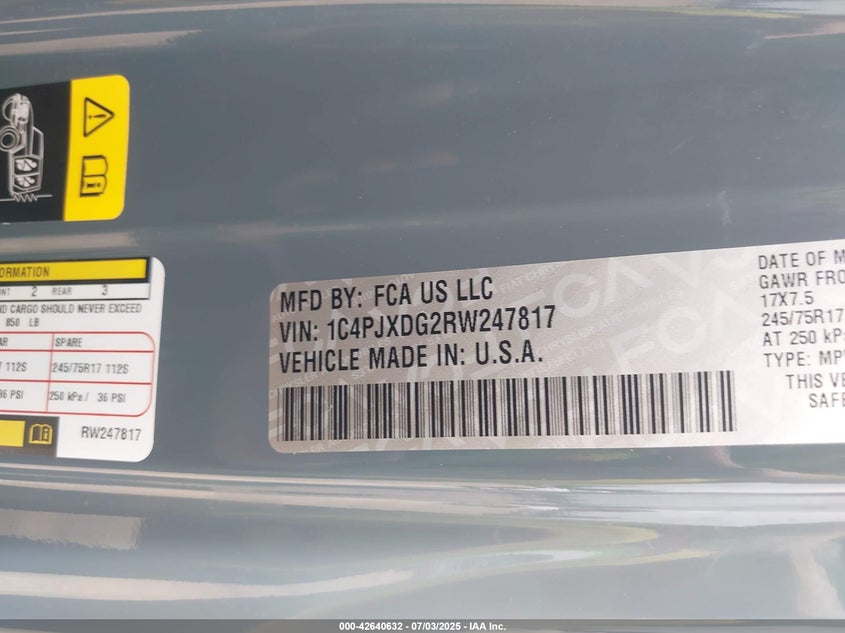 ORMATION
NT 2 REAR 3
ND CARGO SHOULD NEVER EXCEED
850 LB
AR SPARE
7 112S 245/75R17 112S
36 PSI 250 kPa / 36 PSI
RW247817
MFD BY: FCA US LLC
VIN: 1C4PJXDG2RW247817
VEHICLE MADE IN: U.S.A.
DATE OF M
GAWR FRO
17X7.5
245/75R17
AT 250 kPa
TYPE: MP
THIS VE
SAFE
000-42640632 / 07/03/2025 - IAA Inc.